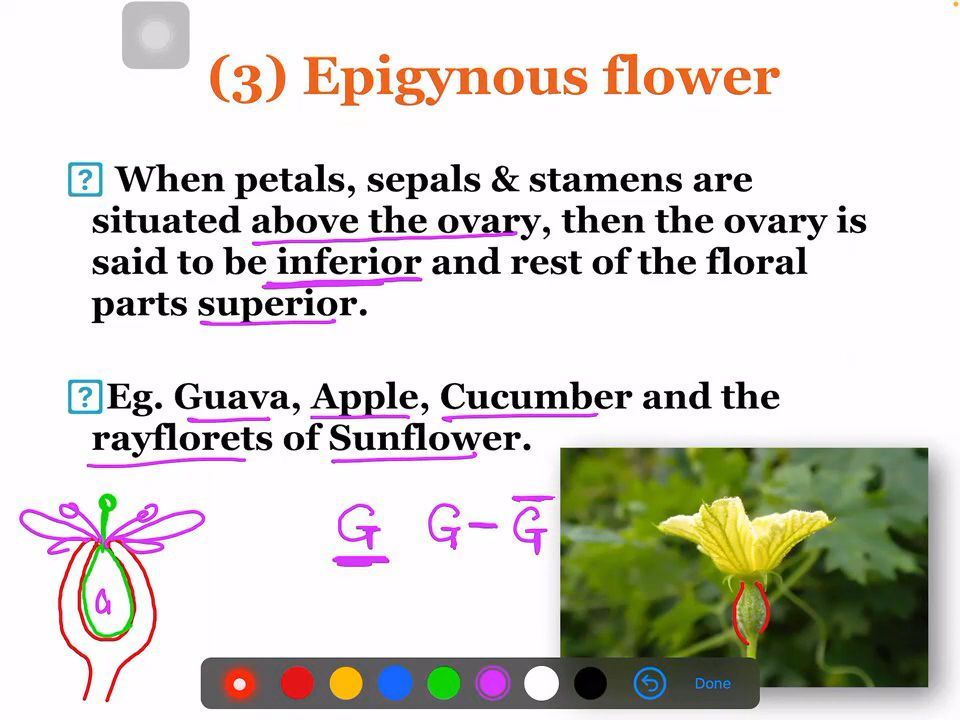 (3) Epigynous flower
? When petals, sepals & stamens are
situated above the ovary, then the ovary is
said to be inferior and rest of the floral
parts superior.
? Eg. Guava, Apple, Cucumber and the
rayflorets of Sunflower.
G G - G̅
G
Done